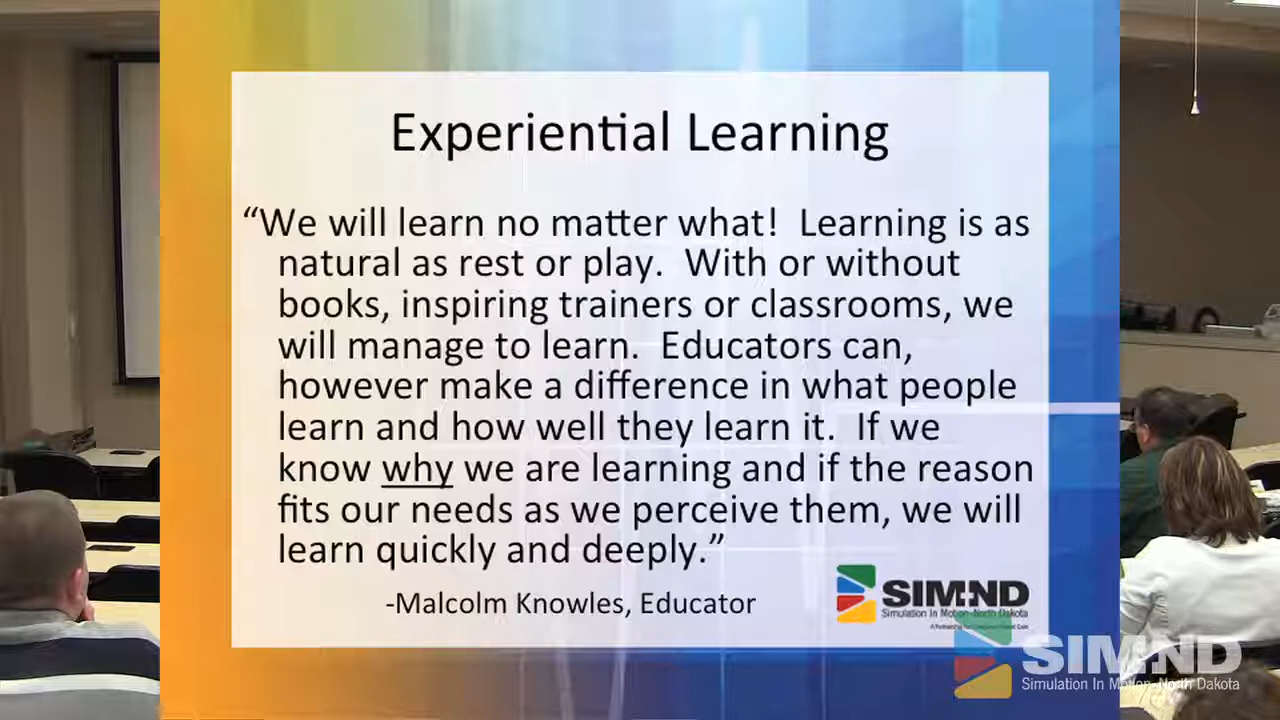 Experiential Learning
“We will learn no matter what!  Learning is as
natural as rest or play.  With or without
books, inspiring trainers or classrooms, we
will manage to learn.  Educators can,
however make a difference in what people
learn and how well they learn it.  If we
know why we are learning and if the reason
fits our needs as we perceive them, we will
learn quickly and deeply.”
-Malcolm Knowles, Educator
SIM-ND
Simulation In Motion-North Dakota
SIM-ND
Simulation In Motion-North Dakota